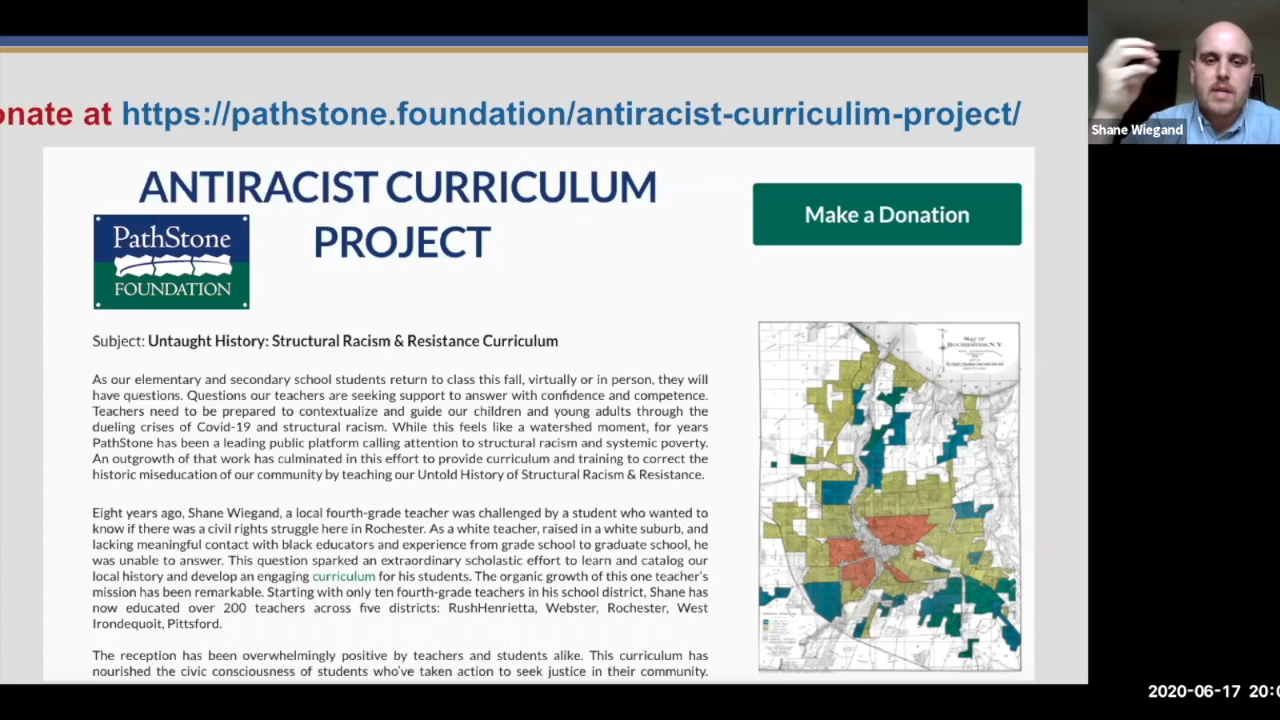 onate at https://pathstone.foundation/antiracist-curriculim-project/
Shane Wiegand
ANTIRACIST CURRICULUM
PROJECT
Make a Donation
PathStone
FOUNDATION
Subject: Untaught History: Structural Racism & Resistance Curriculum
MAP OF
ROCHESTER, N.Y.
As our elementary and secondary school students return to class this fall, virtually or in person, they will
have questions. Questions our teachers are seeking support to answer with confidence and competence.
Teachers need to be prepared to contextualize and guide our children and young adults through the
dueling crises of Covid-19 and structural racism. While this feels like a watershed moment, for years
PathStone has been a leading public platform calling attention to structural racism and systemic poverty.
An outgrowth of that work has culminated in this effort to provide curriculum and training to correct the
historic miseducation of our community by teaching our Untold History of Structural Racism & Resistance.
Eight years ago, Shane Wiegand, a local fourth-grade teacher was challenged by a student who wanted to
know if there was a civil rights struggle here in Rochester. As a white teacher, raised in a white suburb, and
lacking meaningful contact with black educators and experience from grade school to graduate school, he
was unable to answer. This question sparked an extraordinary scholastic effort to learn and catalog our
local history and develop an engaging curriculum for his students. The organic growth of this one teacher's
mission has been remarkable. Starting with only ten fourth-grade teachers in his school district, Shane has
now educated over 200 teachers across five districts: RushHenrietta, Webster, Rochester, West
Irondequoit, Pittsford.
The reception has been overwhelmingly positive by teachers and students alike. This curriculum has
nourished the civic consciousness of students who've taken action to seek justice in their community.
2020-06-17 20:0